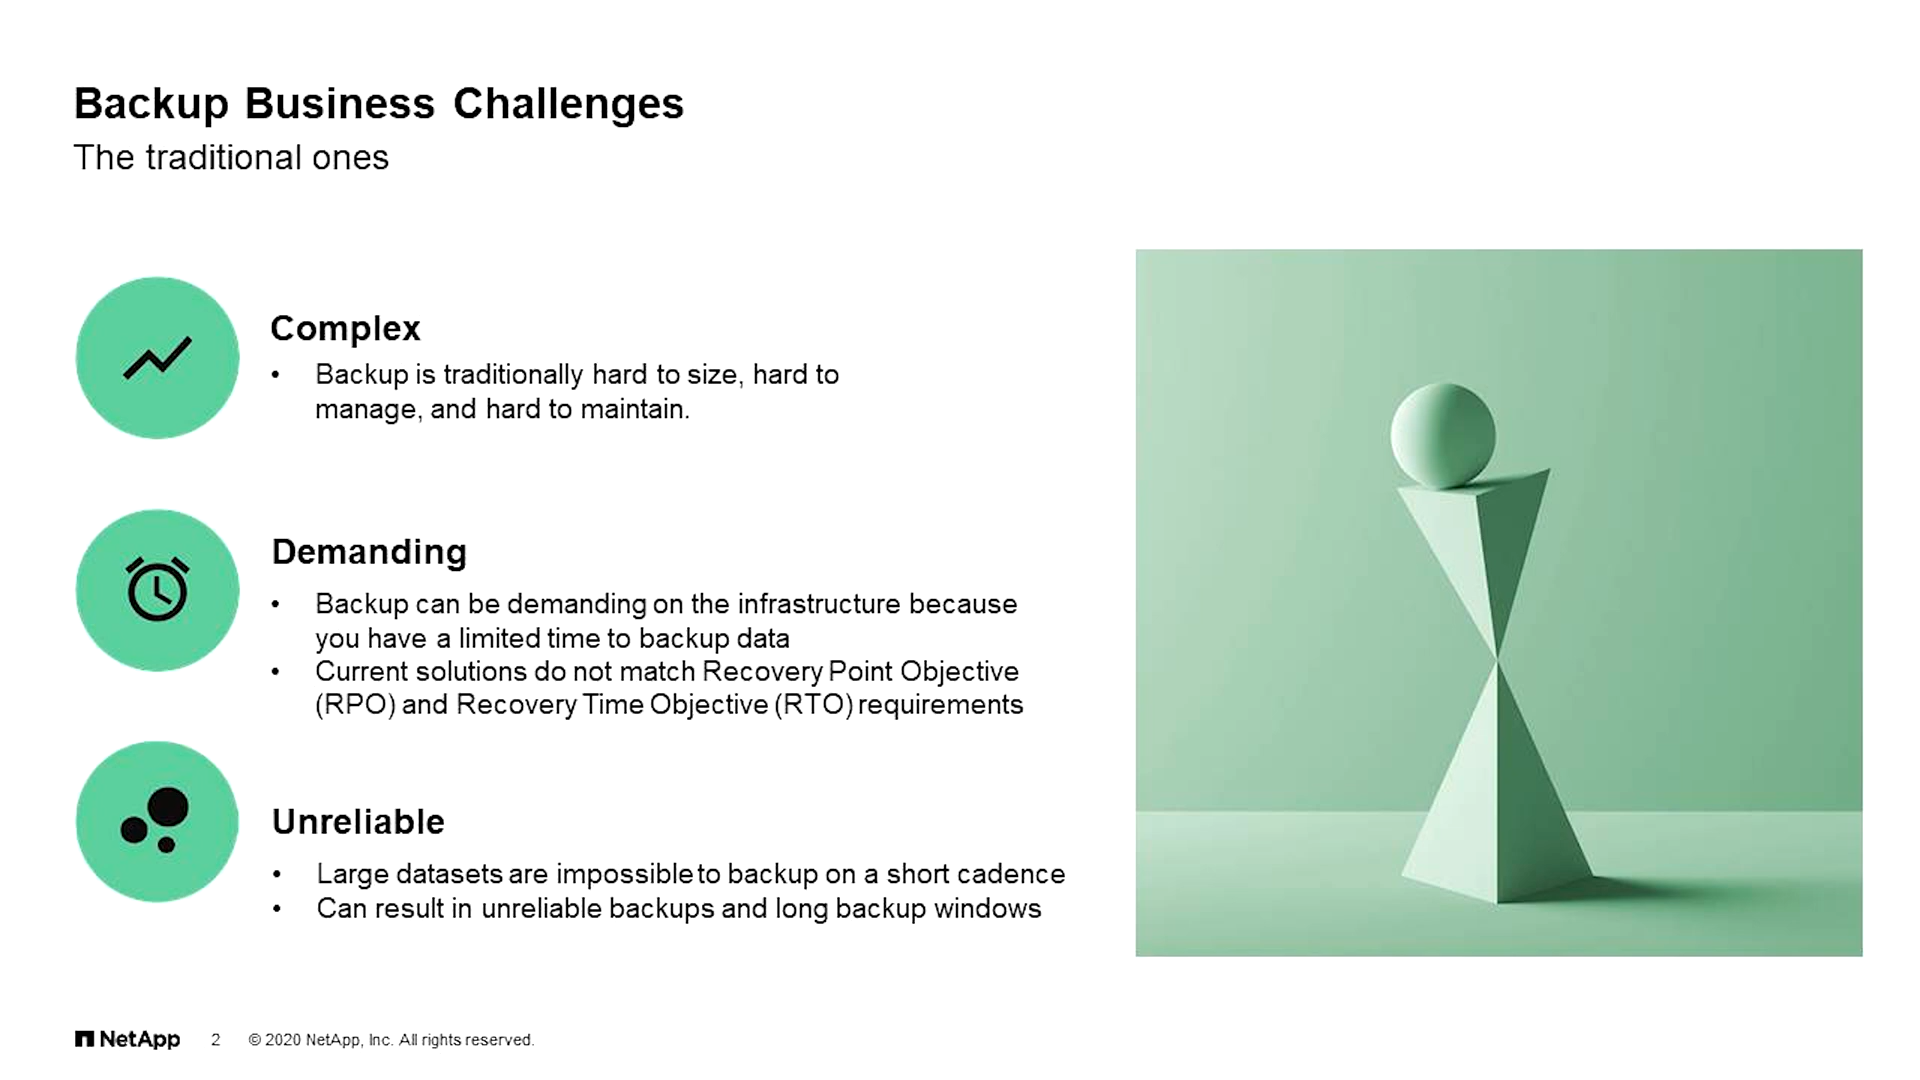 Backup Business Challenges
The traditional ones
Complex
• Backup is traditionally hard to size, hard to
manage, and hard to maintain.
Demanding
• Backup can be demanding on the infrastructure because
you have a limited time to backup data
• Current solutions do not match Recovery Point Objective
(RPO) and Recovery Time Objective (RTO) requirements
Unreliable
• Large datasets are impossible to backup on a short cadence
• Can result in unreliable backups and long backup windows
NetApp 2 © 2020 NetApp, Inc. All rights reserved.